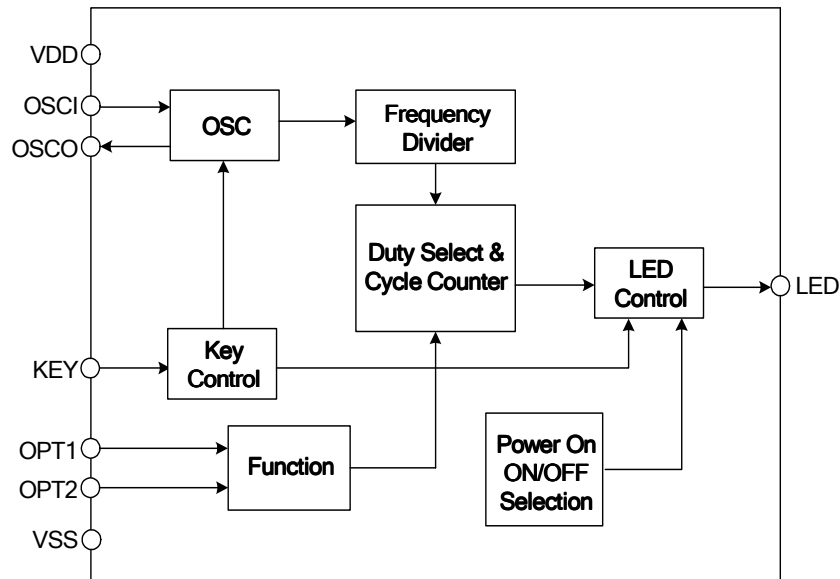 VDD
OSCI
OSCO
OSC
Frequency
Divider
Duty Select &
Cycle Counter
LED
Control
LED
KEY
Key
Control
OPT1
OPT2
Function
Power On
ON/OFF
Selection
VSS